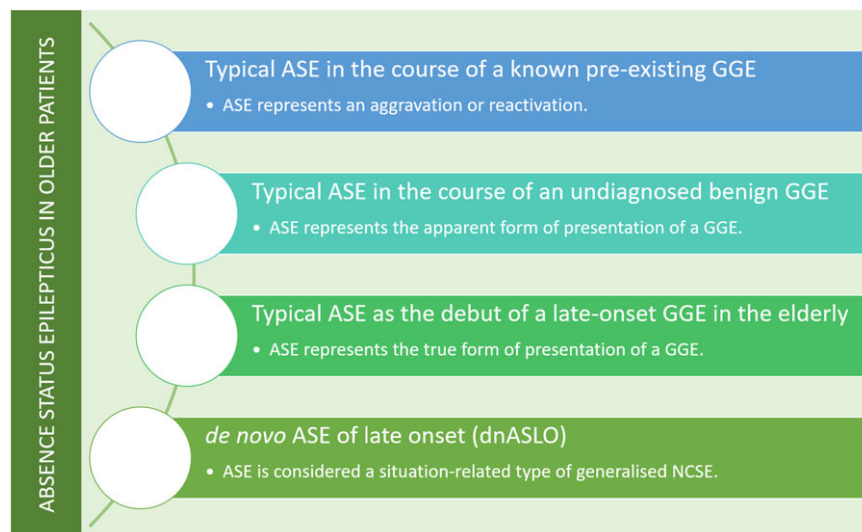 ABSENCE STATUS EPILEPTICUS IN OLDER PATIENTS
Typical ASE in the course of a known pre-existing GGE
• ASE represents an aggravation or reactivation.
Typical ASE in the course of an undiagnosed benign GGE
• ASE represents the apparent form of presentation of a GGE.
Typical ASE as the debut of a late-onset GGE in the elderly
• ASE represents the true form of presentation of a GGE.
de novo ASE of late onset (dnASLO)
• ASE is considered a situation-related type of generalised NCSE.